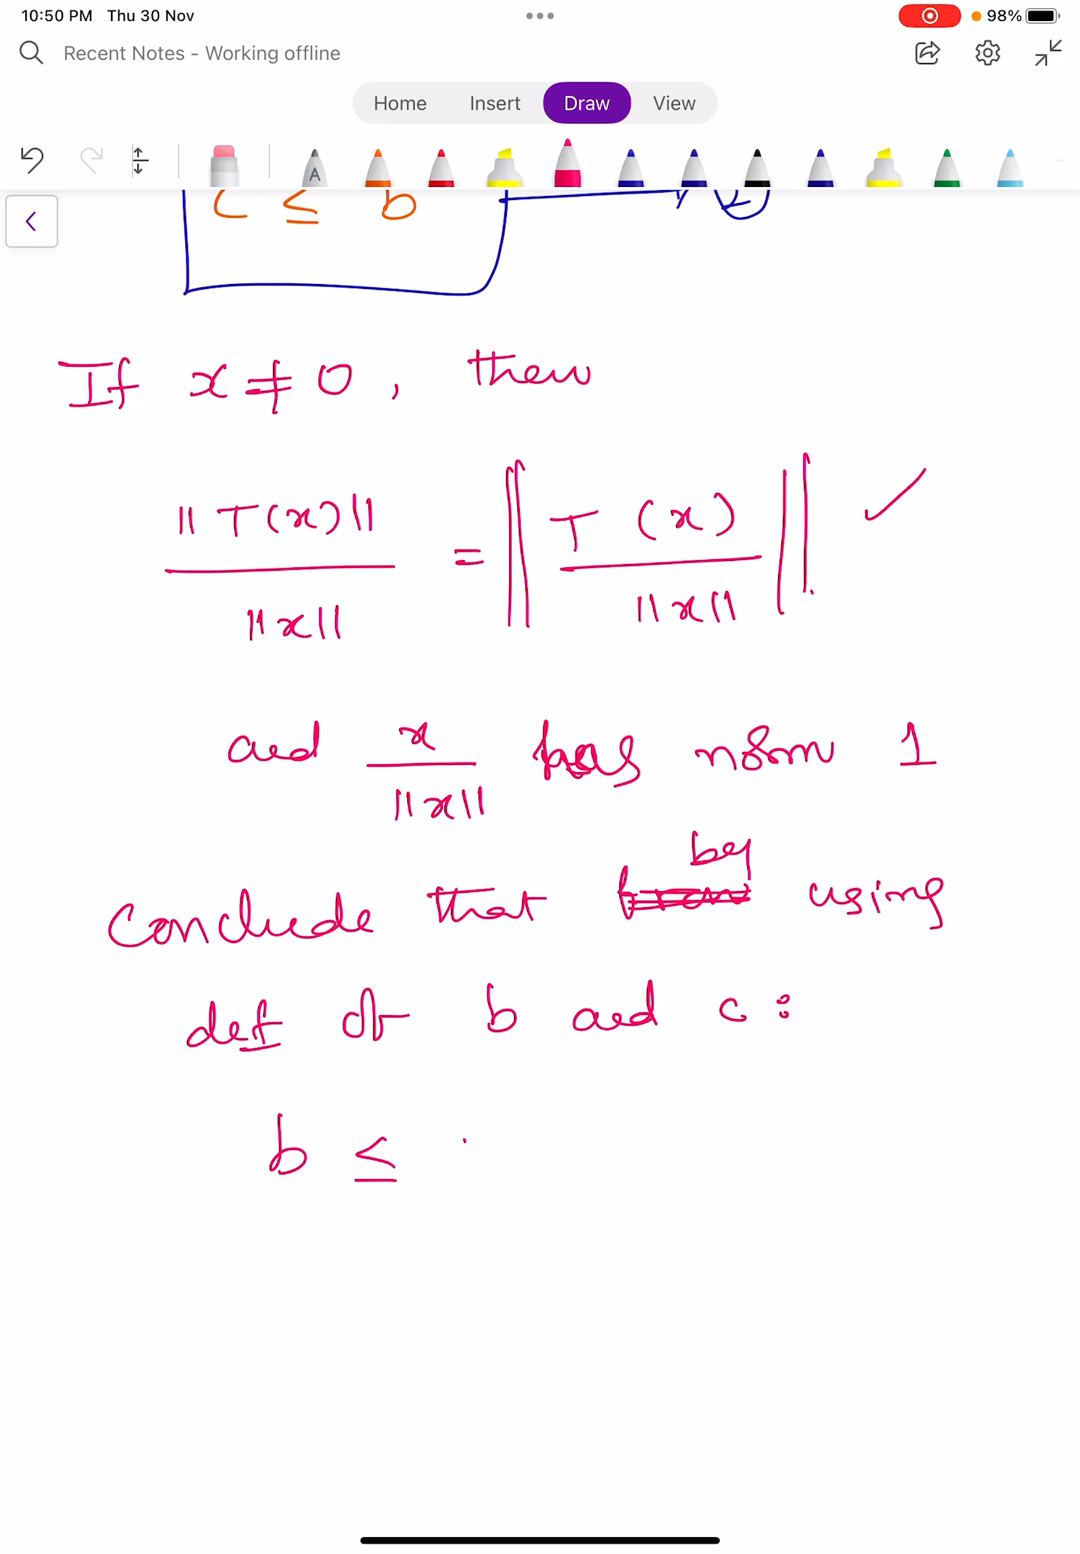 10:50 PM Thu 30 Nov
98%
Recent Notes - Working offline
Home Insert Draw View
A
c ≤ b 2
If x ≠ 0, then
||T(x)|| / ||x|| = || T(x) / ||x|| ||.
and x / ||x|| has norm 1
by
Conclude that using
def of b and c :
b ≤